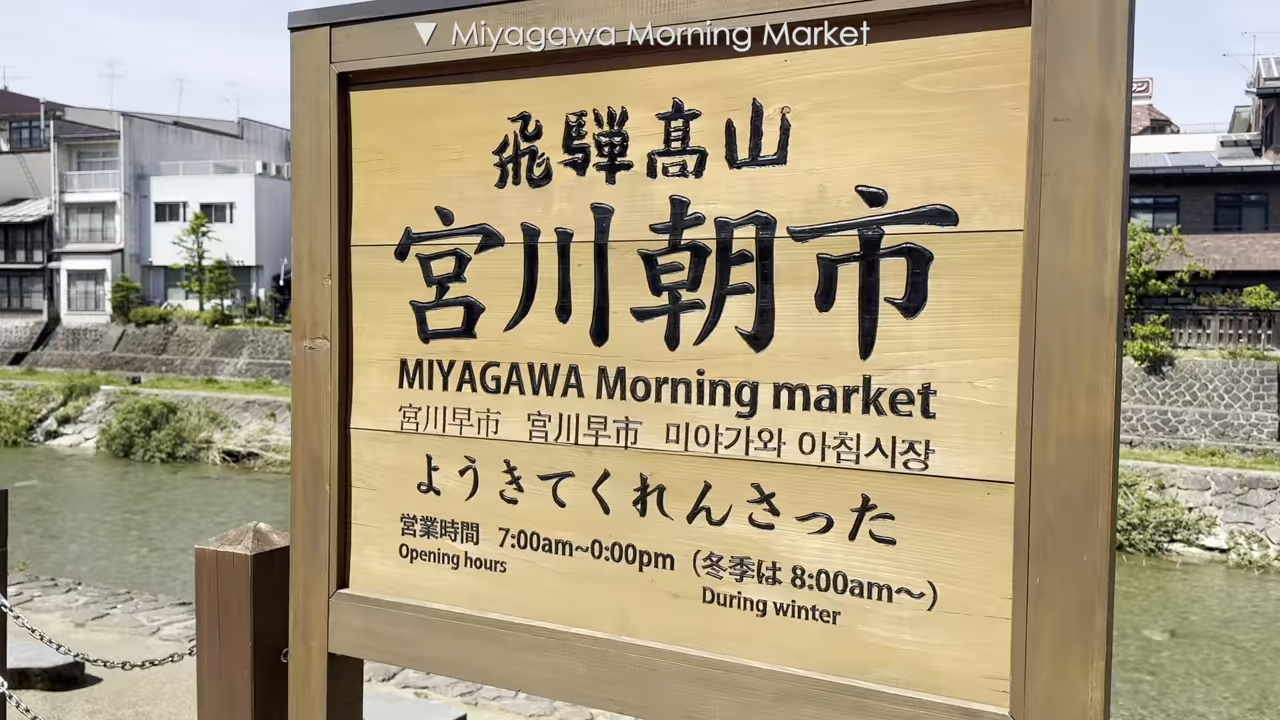 ▼ Miyagawa Morning Market
飛騨高山
宮川朝市
MIYAGAWA Morning market
宮川早市 宫川早市 미야가와 아침시장
ようきてくれんさった
営業時間 7:00am~0:00pm (冬季は 8:00am～)
Opening hours During winter